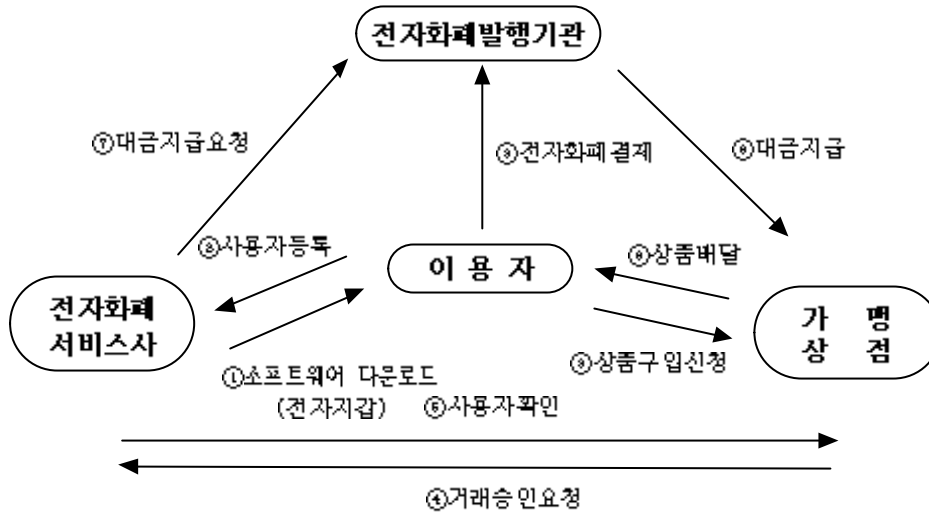 전자화폐발행기관
⑦대금지급요청
⑨전자화폐결제
⑧대금지급
②사용자등록
이 용 자
⑥상품배달
전자화폐
서비스사
가 맹
상 점
③상품구입신청
①소프트웨어 다운로드
(전자지갑)
⑤사용자확인
④거래승인요청